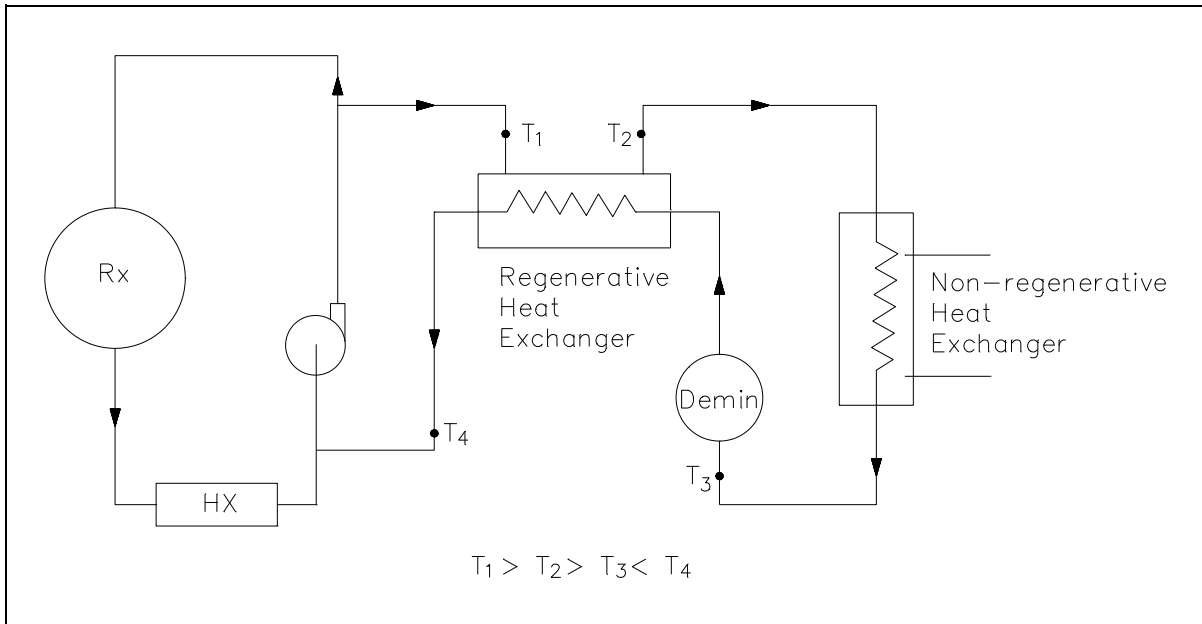 T1
T2
Rx
Regenerative
Heat
Exchanger
Non-regenerative
Heat
Exchanger
Demin
T4
T3
HX
T1 > T2 > T3 < T4